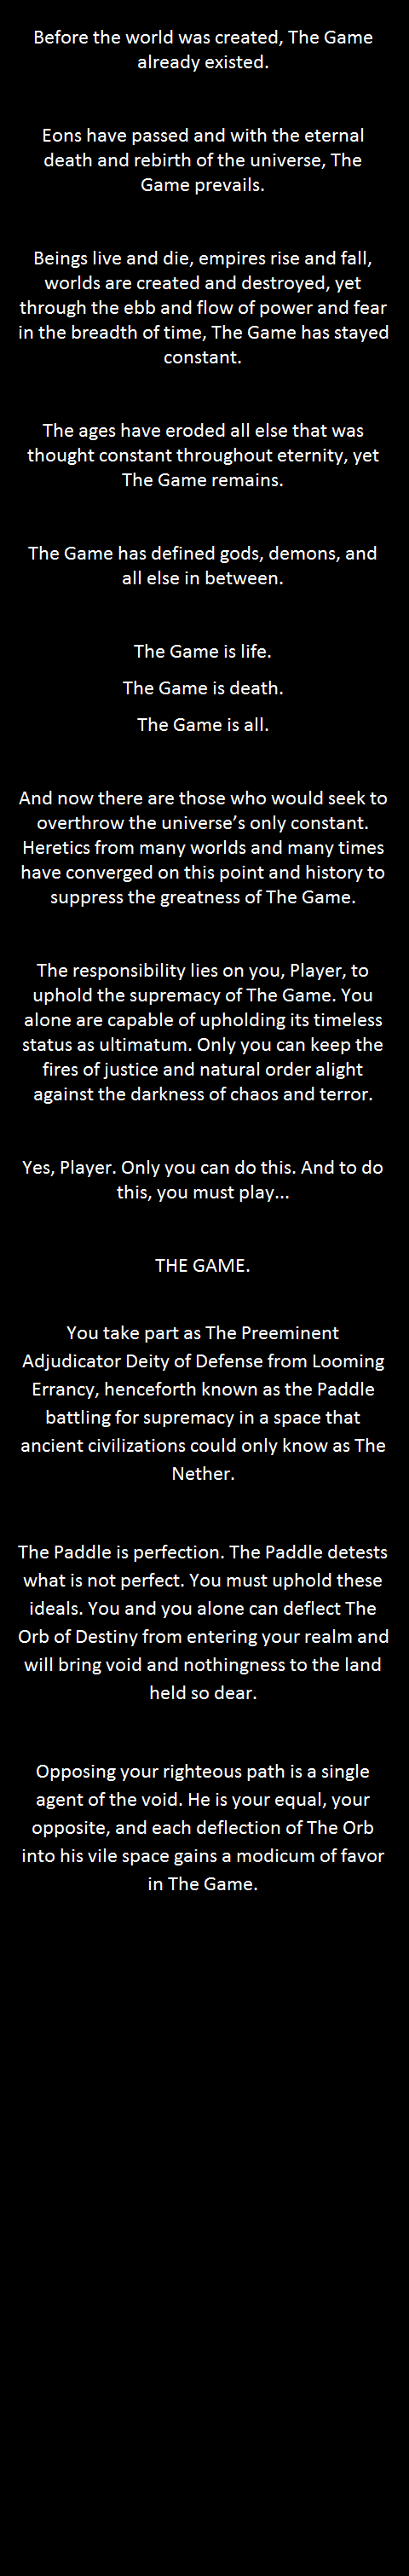 Before the world was created, The Game
already existed.
Eons have passed and with the eternal
death and rebirth of the universe, The
Game prevails.
Beings live and die, empires rise and fall,
worlds are created and destroyed, yet
through the ebb and flow of power and fear
in the breadth of time, The Game has stayed
constant.
The ages have eroded all else that was
thought constant throughout eternity, yet
The Game remains.
The Game has defined gods, demons, and
all else in between.
The Game is life.
The Game is death.
The Game is all.
And now there are those who would seek to
overthrow the universe’s only constant.
Heretics from many worlds and many times
have converged on this point and history to
suppress the greatness of The Game.
The responsibility lies on you, Player, to
uphold the supremacy of The Game. You
alone are capable of upholding its timeless
status as ultimatum. Only you can keep the
fires of justice and natural order alight
against the darkness of chaos and terror.
Yes, Player. Only you can do this. And to do
this, you must play...
THE GAME.
You take part as The Preeminent
Adjudicator Deity of Defense from Looming
Errancy, henceforth known as the Paddle
battling for supremacy in a space that
ancient civilizations could only know as The
Nether.
The Paddle is perfection. The Paddle detests
what is not perfect. You must uphold these
ideals. You and you alone can deflect The
Orb of Destiny from entering your realm and
will bring void and nothingness to the land
held so dear.
Opposing your righteous path is a single
agent of the void. He is your equal, your
opposite, and each deflection of The Orb
into his vile space gains a modicum of favor
in The Game.